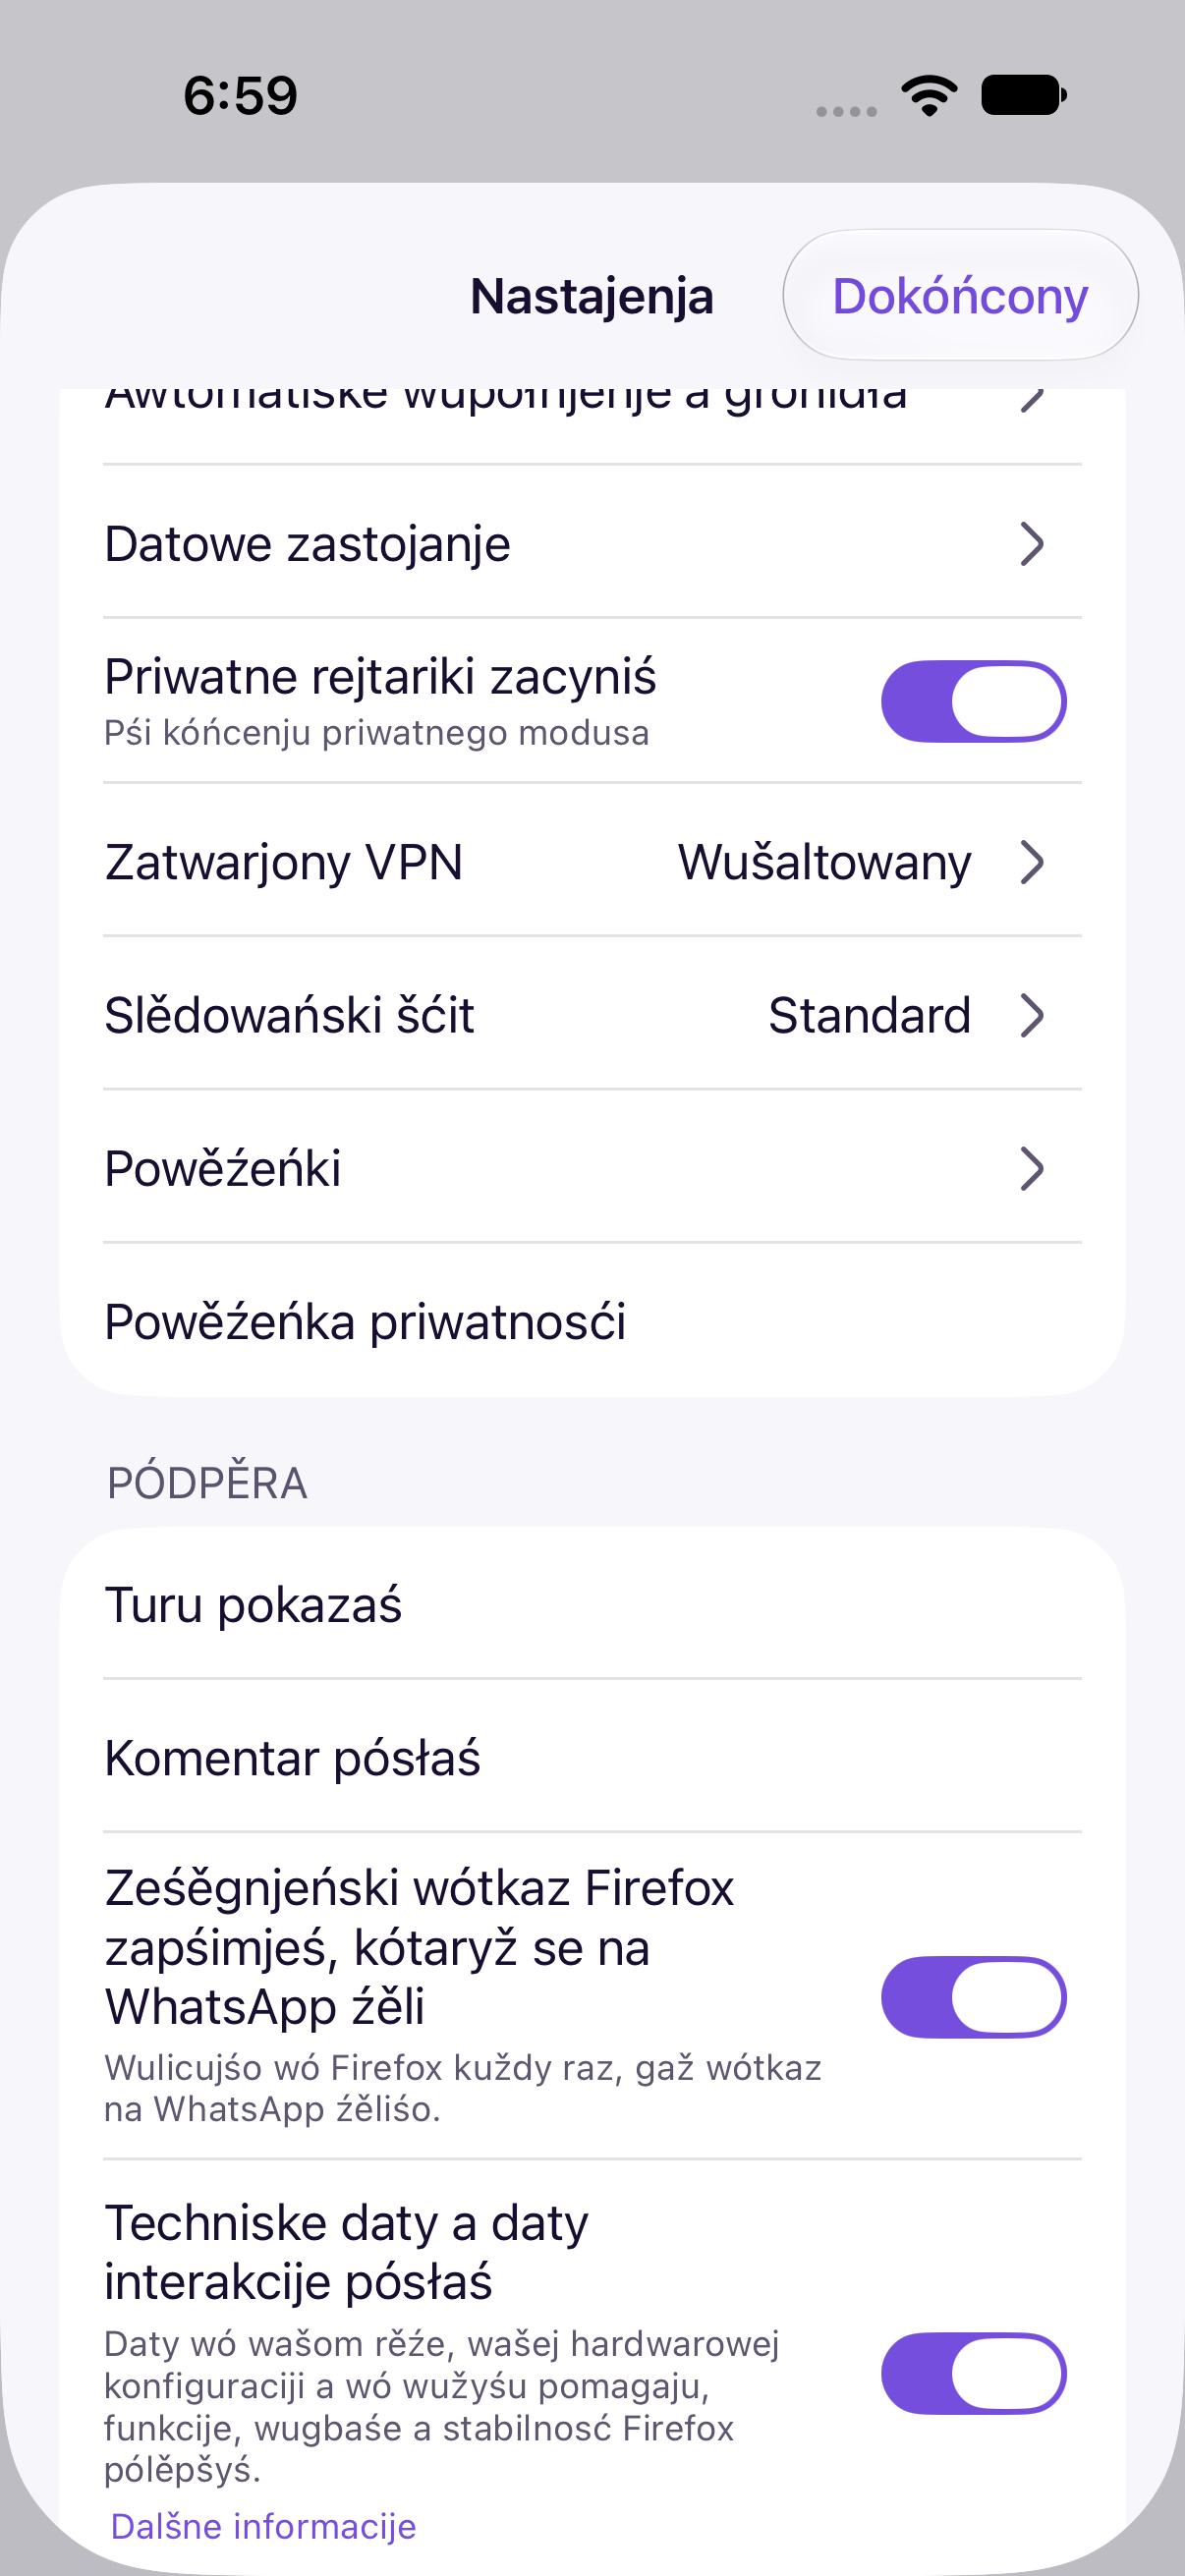 6:59
Nastajenja
Dokóńcony
Awtomatiske wupołnjenje a gronidła
Datowe zastojanje
Priwatne rejtariki zacyniś
Pśi kóńcenju priwatnego modusa
Zatwarjony VPN
Wušaltowany
Slědowański šćit
Standard
Powěźeńki
Powěźeńka priwatnosći
PÓDPĚRA
Turu pokazaś
Komentar pósłaś
Ześěgnjeński wótkaz Firefox
zapśimjeś, kótaryž se na
WhatsApp źěli
Wulicujśo wó Firefox kuždy raz, gaž wótkaz
na WhatsApp źěliśo.
Techniske daty a daty
interakcije pósłaś
Daty wó wašom rěźe, wašej hardwarowej
konfiguraciji a wó wužyśu pomagaju,
funkcije, wugbaśe a stabilnosć Firefox
pólěpšyś.
Dalšne informacije